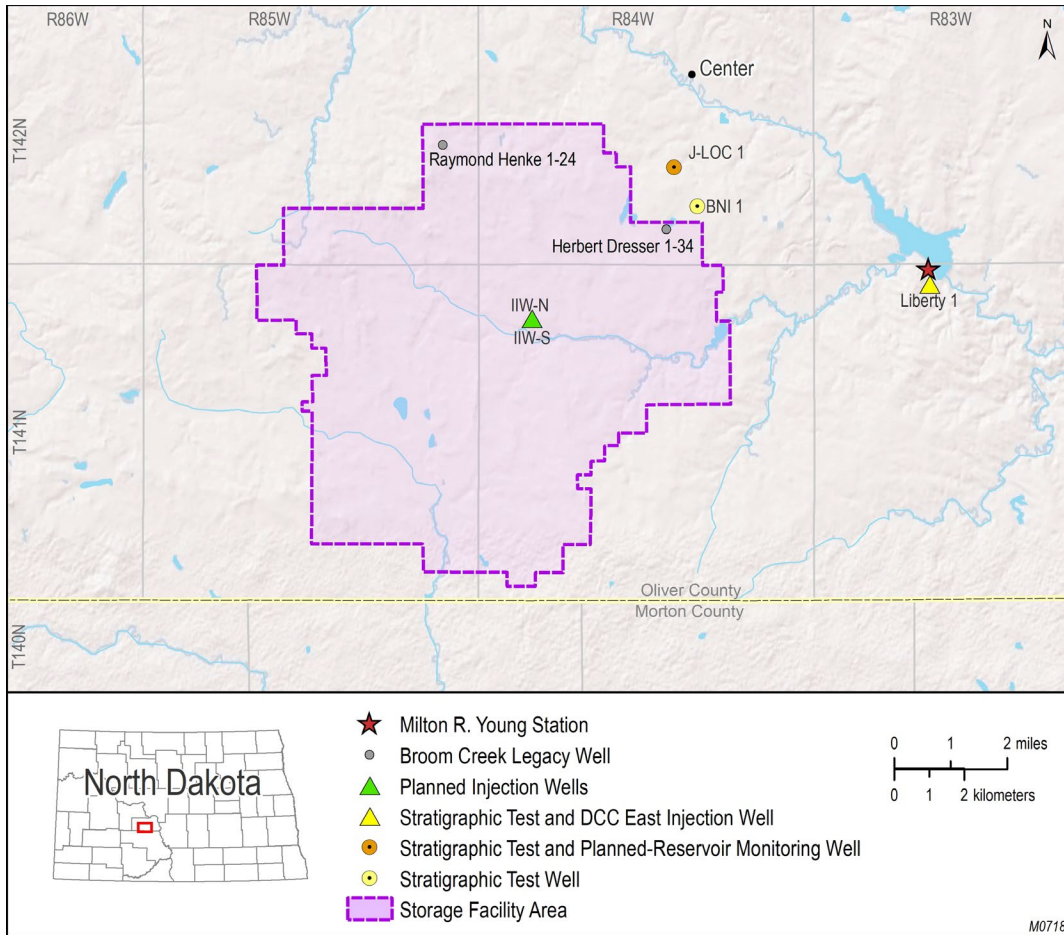 R86W
R85W
R84W
R83W
N
Center
T142N
Raymond Henke 1-24
J-LOC 1
BNI 1
Herbert Dresser 1-34
Liberty 1
IIW-N
IIW-S
T141N
Oliver County
Morton County
T140N
North Dakota
Milton R. Young Station
Broom Creek Legacy Well
Planned Injection Wells
Stratigraphic Test and DCC East Injection Well
Stratigraphic Test and Planned-Reservoir Monitoring Well
Stratigraphic Test Well
Storage Facility Area
0 1 2 miles
0 1 2 kilometers
M0718